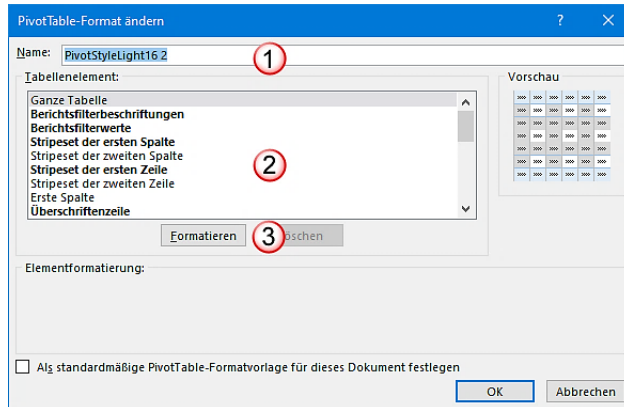 PivotTable-Format ändern ? ×
Name: PivotStyleLight16 2 1
Tabellenelement: Vorschau
Ganze Tabelle
Berichtsfilterbeschriftungen
Berichtsfilterwerte
Stripeset der ersten Spalte
Stripeset der zweiten Spalte 2
Stripeset der ersten Zeile
Stripeset der zweiten Zeile
Erste Spalte
Überschriftenzeile
Formatieren 3 öschen
Elementformatierung:
Als standardmäßige PivotTable-Formatvorlage für dieses Dokument festlegen
OK Abbrechen